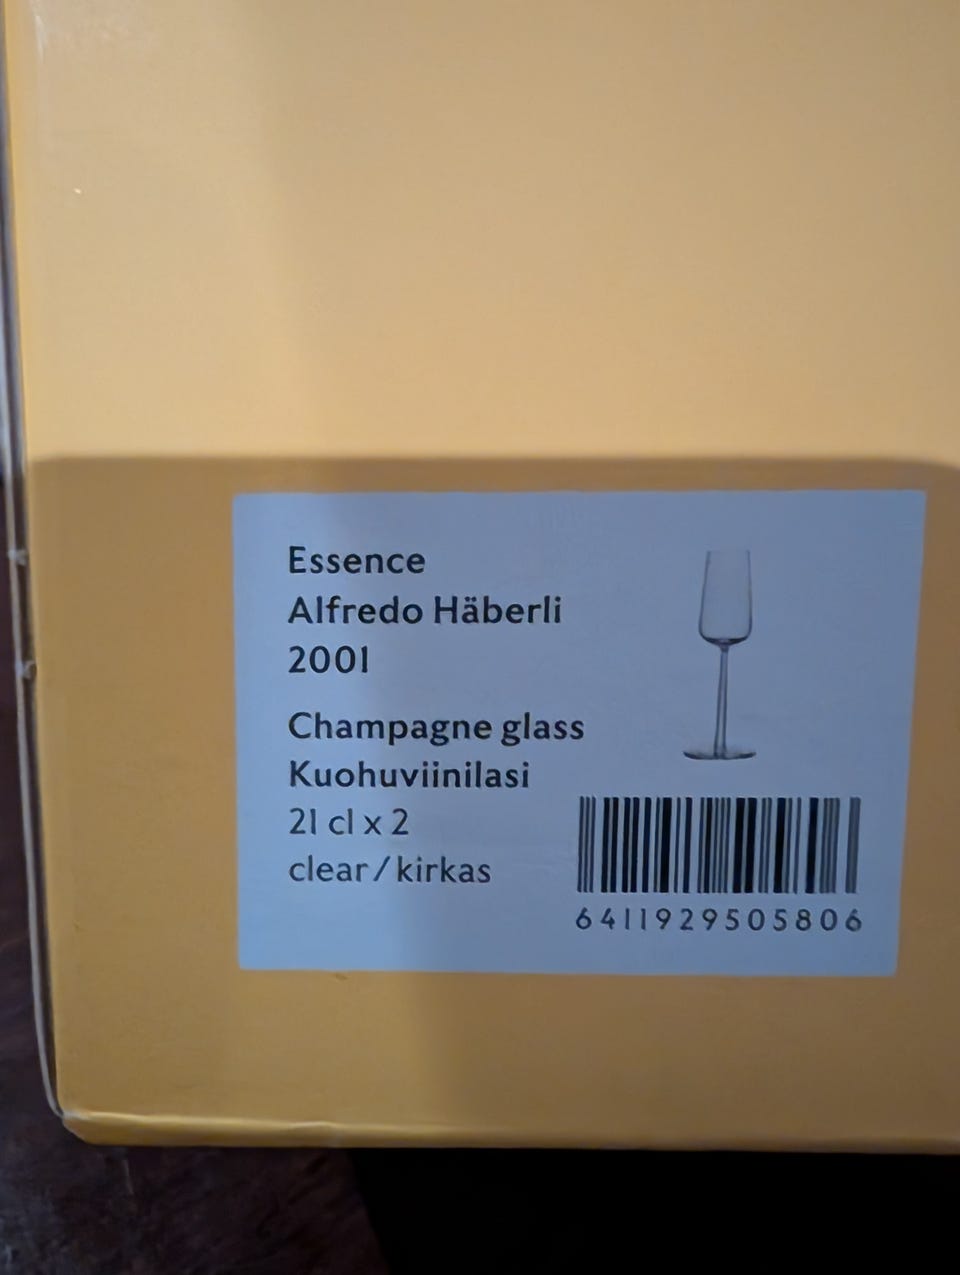 Essence
Alfredo Häberli
2001
Champagne glass
Kuohuviinilasi
21 cl x 2
clear / kirkas
6411929505806